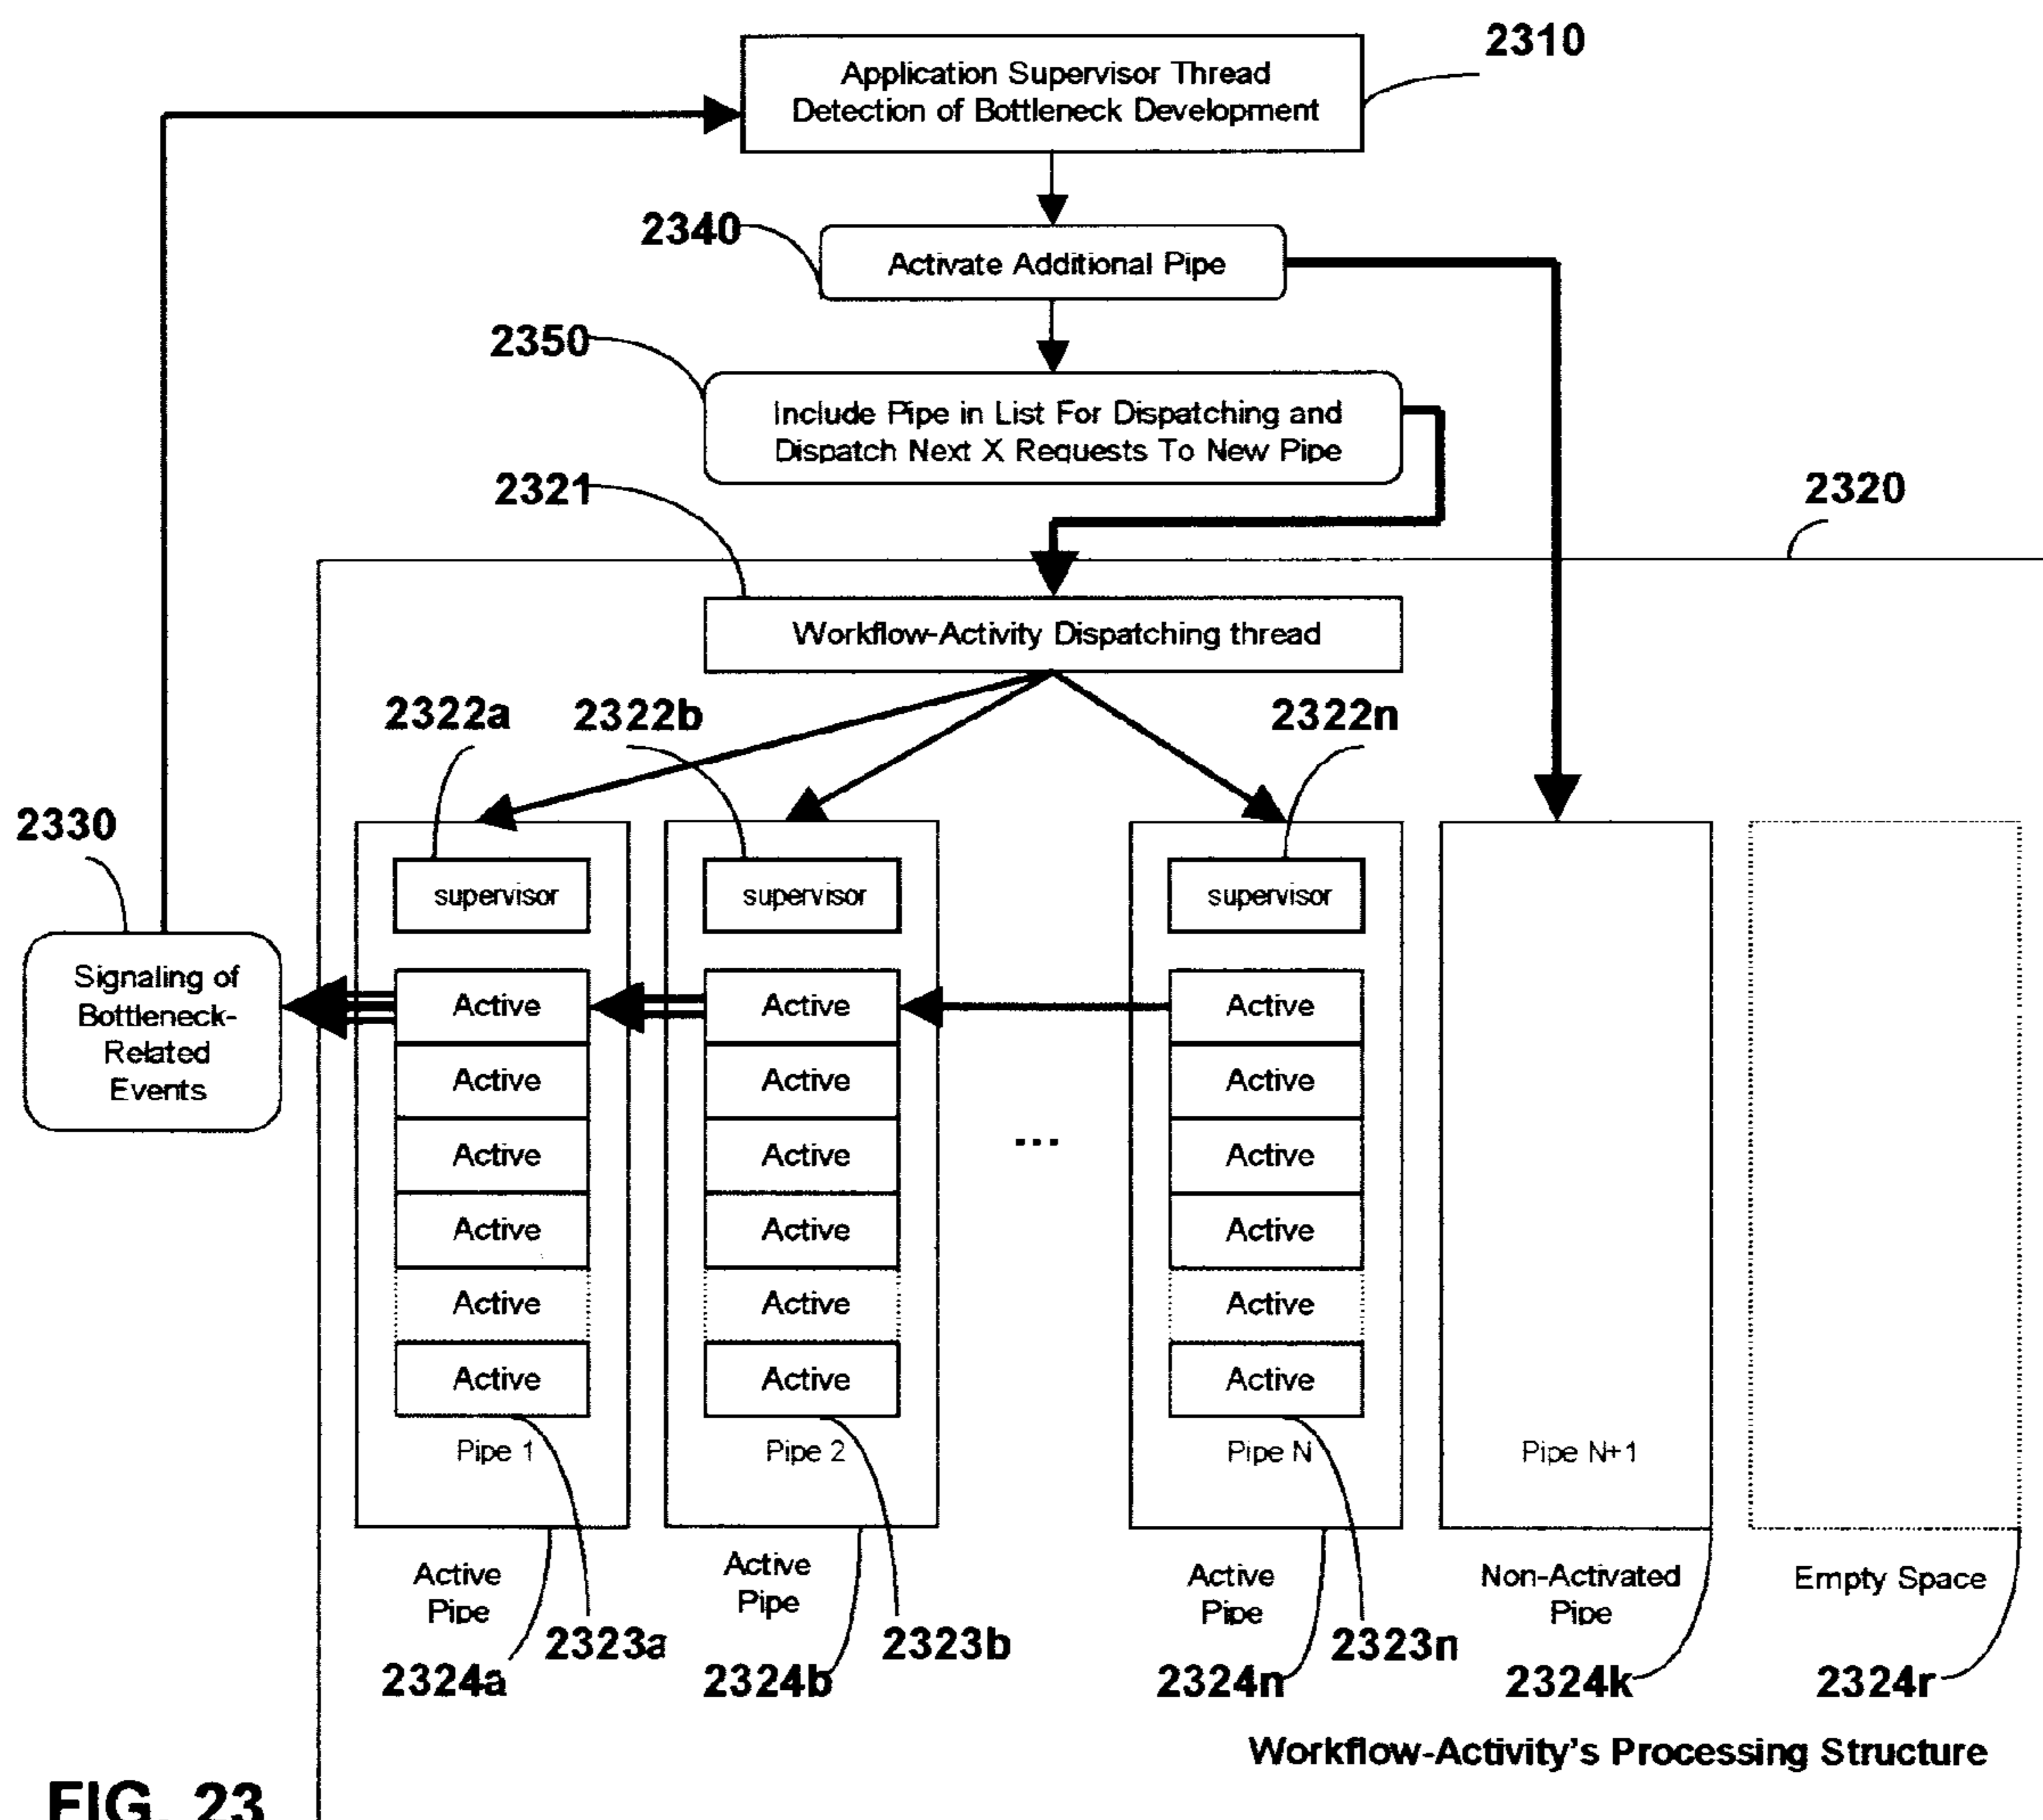 2310
Application Supervisor Thread
Detection of Bottleneck Development
2340
Activate Additional Pipe
2350
Include Pipe in List For Dispatching and
Dispatch Next X Requests To New Pipe
2321
2320
Workflow-Activity Dispatching thread
2322a
2322b
2322n
2330
Signaling of
Bottleneck-
Related
Events
supervisor
Active
Active
Active
Active
Active
Active
Pipe 1
supervisor
Active
Active
Active
Active
Active
Active
Pipe 2
...
supervisor
Active
Active
Active
Active
Active
Active
Pipe N
Pipe N+1
Active
Pipe
Active
Pipe
Active
Pipe
Non-Activated
Pipe
Empty Space
2323a
2323b
2323n
2324a
2324b
2324n
2324k
2324r
Workflow-Activity's Processing Structure
FIG. 23